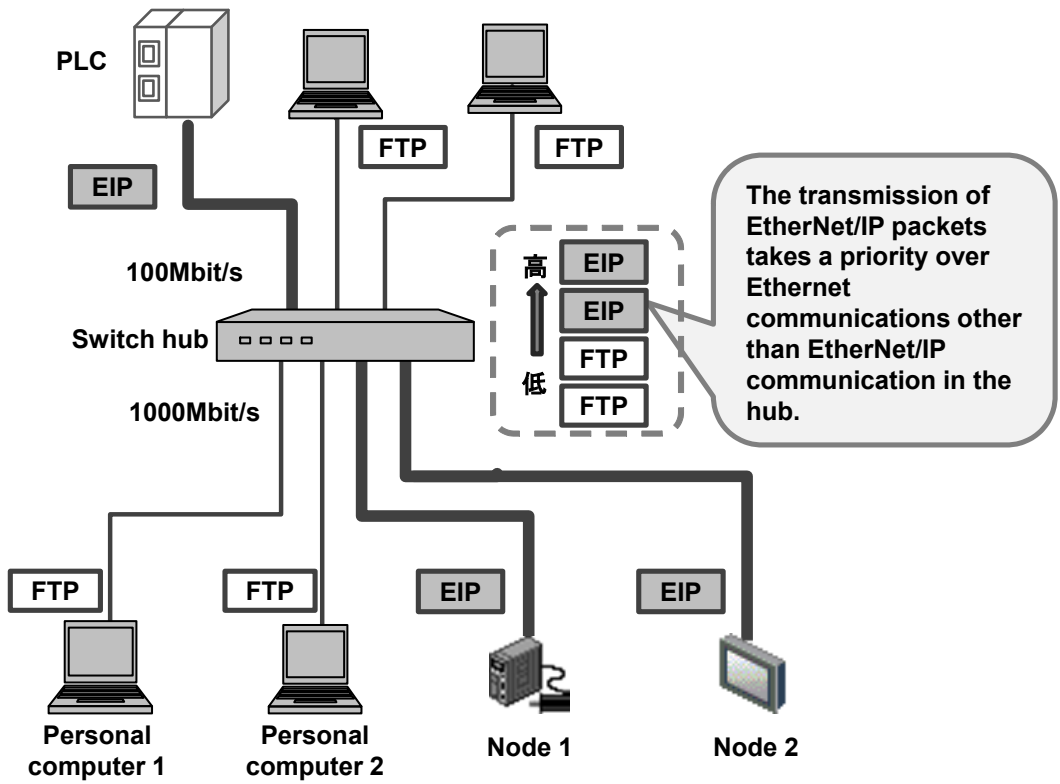 PLC
FTP
FTP
EIP
100Mbit/s
Switch hub
1000Mbit/s
高
低
EIP
EIP
FTP
FTP
The transmission of
EtherNet/IP packets
takes a priority over
Ethernet
communications other
than EtherNet/IP
communication in the
hub.
FTP
FTP
EIP
EIP
Personal
computer 1
Personal
computer 2
Node 1
Node 2